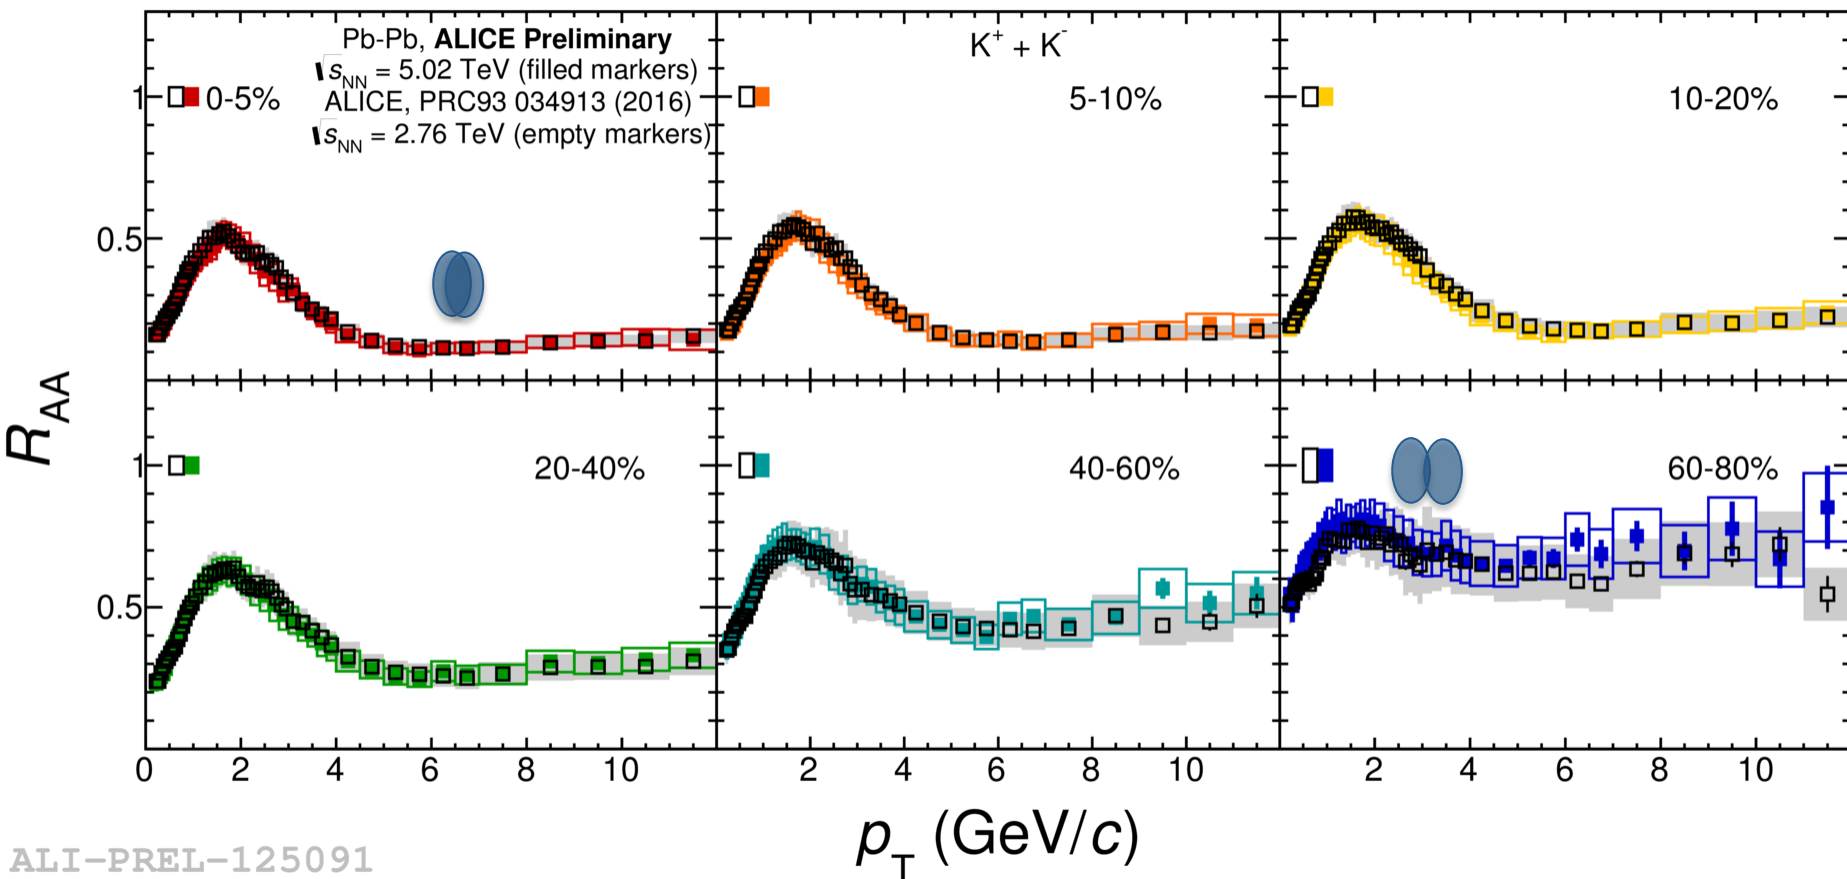 Pb-Pb, ALICE Preliminary
√sNN = 5.02 TeV (filled markers)
ALICE, PRC93 034913 (2016)
√sNN = 2.76 TeV (empty markers)
K+ + K-
1
0-5%
5-10%
10-20%
0.5
RAA
1
20-40%
40-60%
60-80%
0.5
0 2 4 6 8 10 2 4 6 8 10 2 4 6 8 10
pT (GeV/c)
ALI-PREL-125091